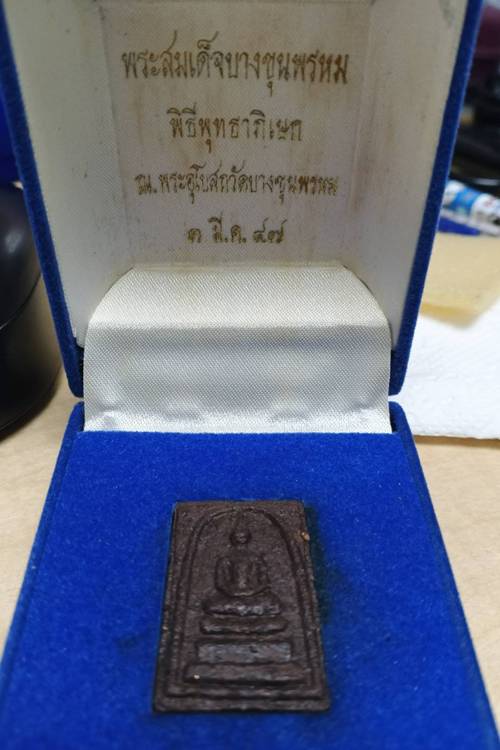 พระสมเด็จบางขุนพรหม
พิธีพุทธาภิเษก
ณ.พระอุโบสถวัดบางขุนพรหม
๓ มี.ค. ๔๗